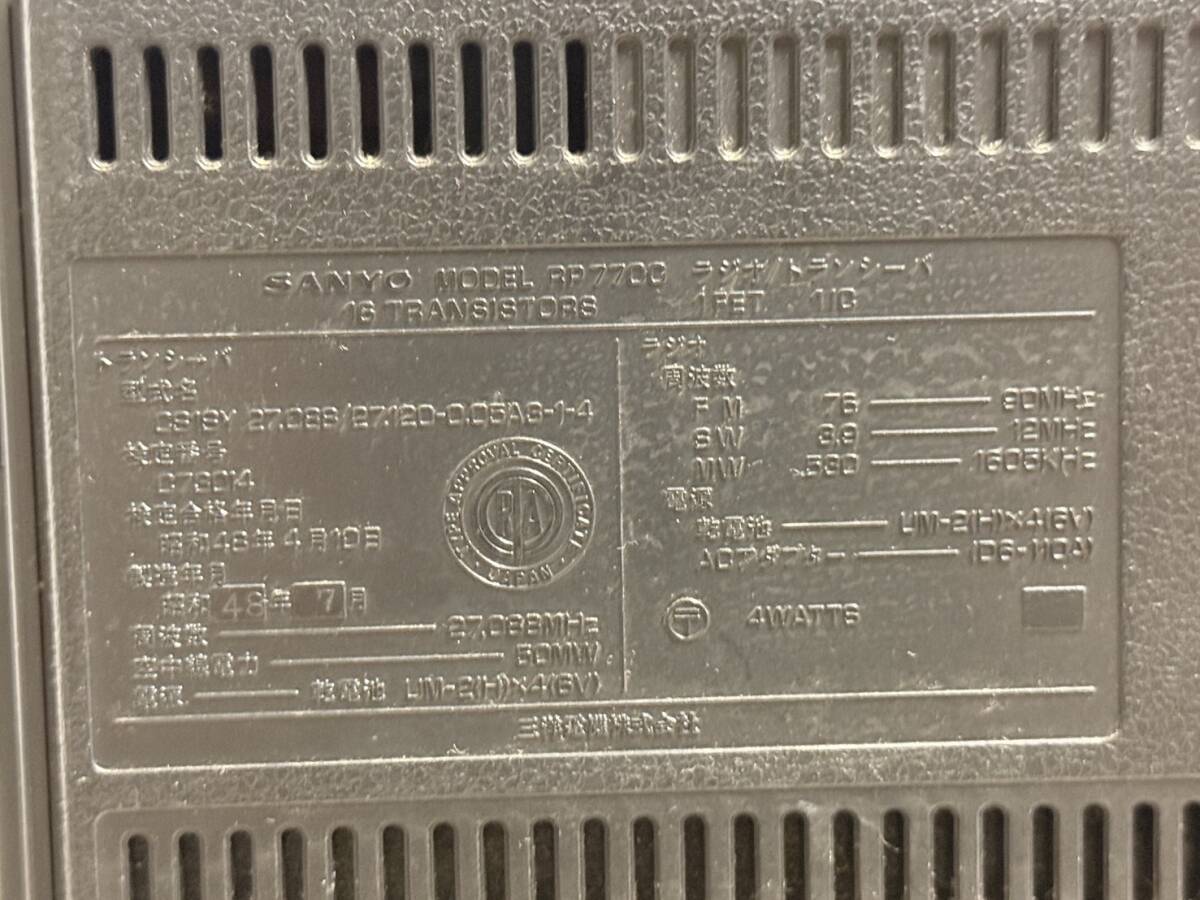 SANYO MODEL RP7700 ラジオ/トランシーバ
16 TRANSISTORS 1FET 1IC
トランシーバ
型式名
27.088/27.120-0.05A3-1-4
検定番号
C73014
検定合格年月日
昭和48年4月19日
製造年月
昭和48年7月
周波数 27.088MHz
空中線電力 50MW
電源 乾電池 UM-2(H)×4(6V)
TYPE APPROVAL CERTIFICATE
JAPAN
ラジオ
周波数
FM 76 90MHz
SW 3.9 12MHz
MW 530 1605KHz
電源
乾電池 UM-2(H)×4(6V)
ACアダプター (D6-110A)
〒 4WATTS
三洋電機株式会社